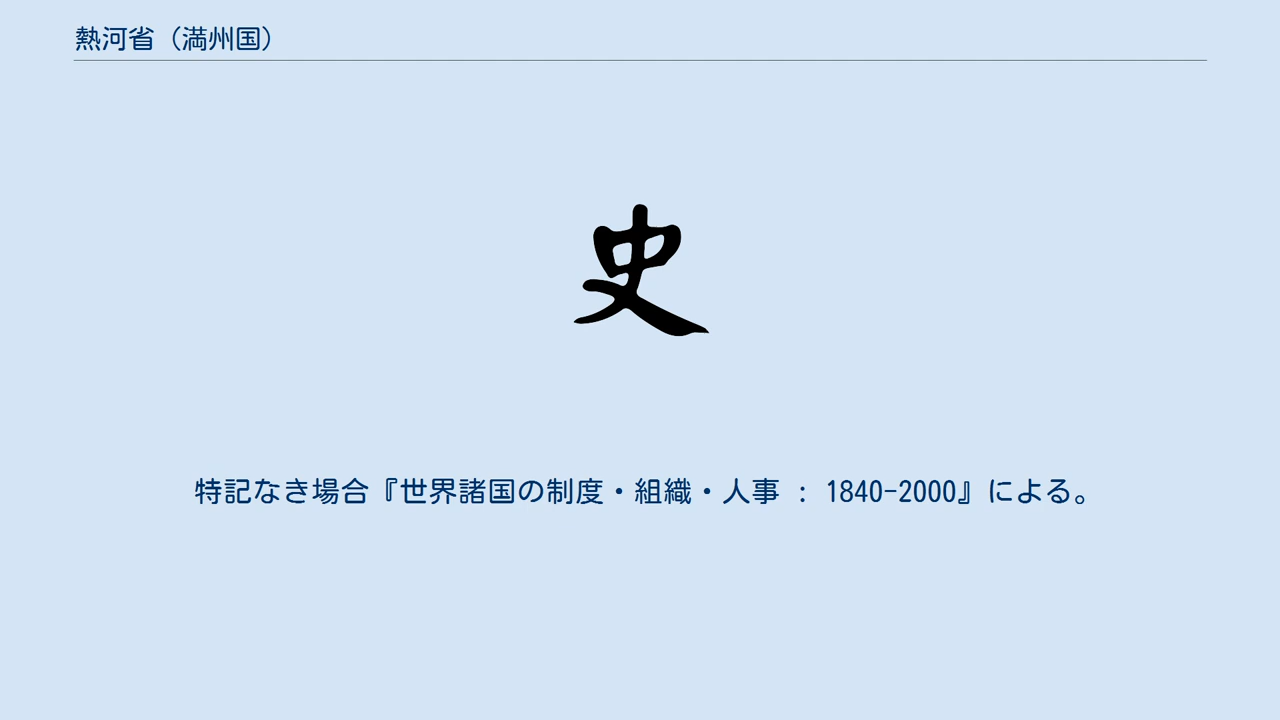 熱河省（満州国）
史
特記なき場合『世界諸国の制度・組織・人事 : 1840-2000』による。